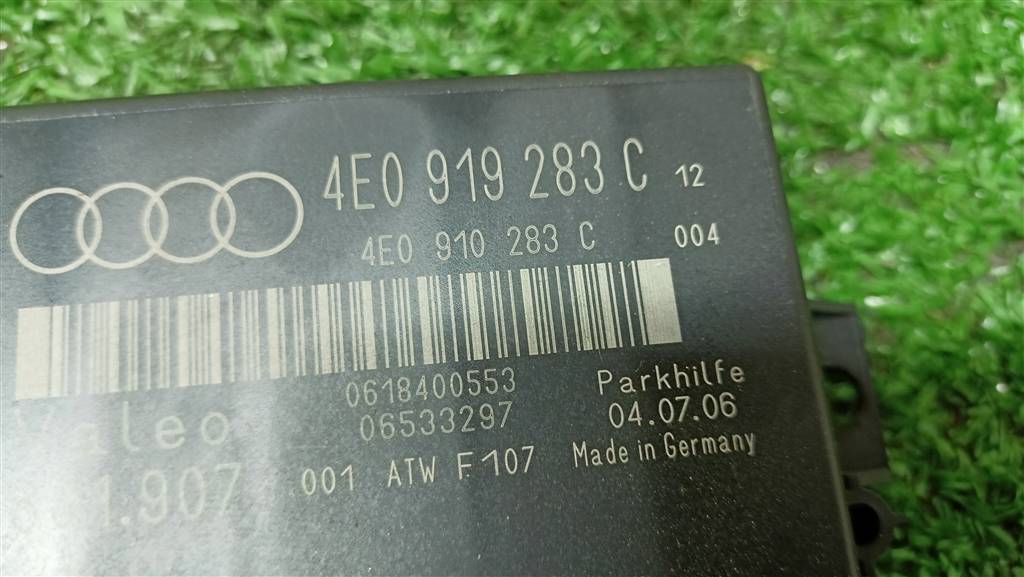 4E0 919 283 C 12
4E0 910 283 C 004
0618400553 Parkhilfe
Valeo 06533297 04.07.06
1.907 001 ATW F107 Made in Germany